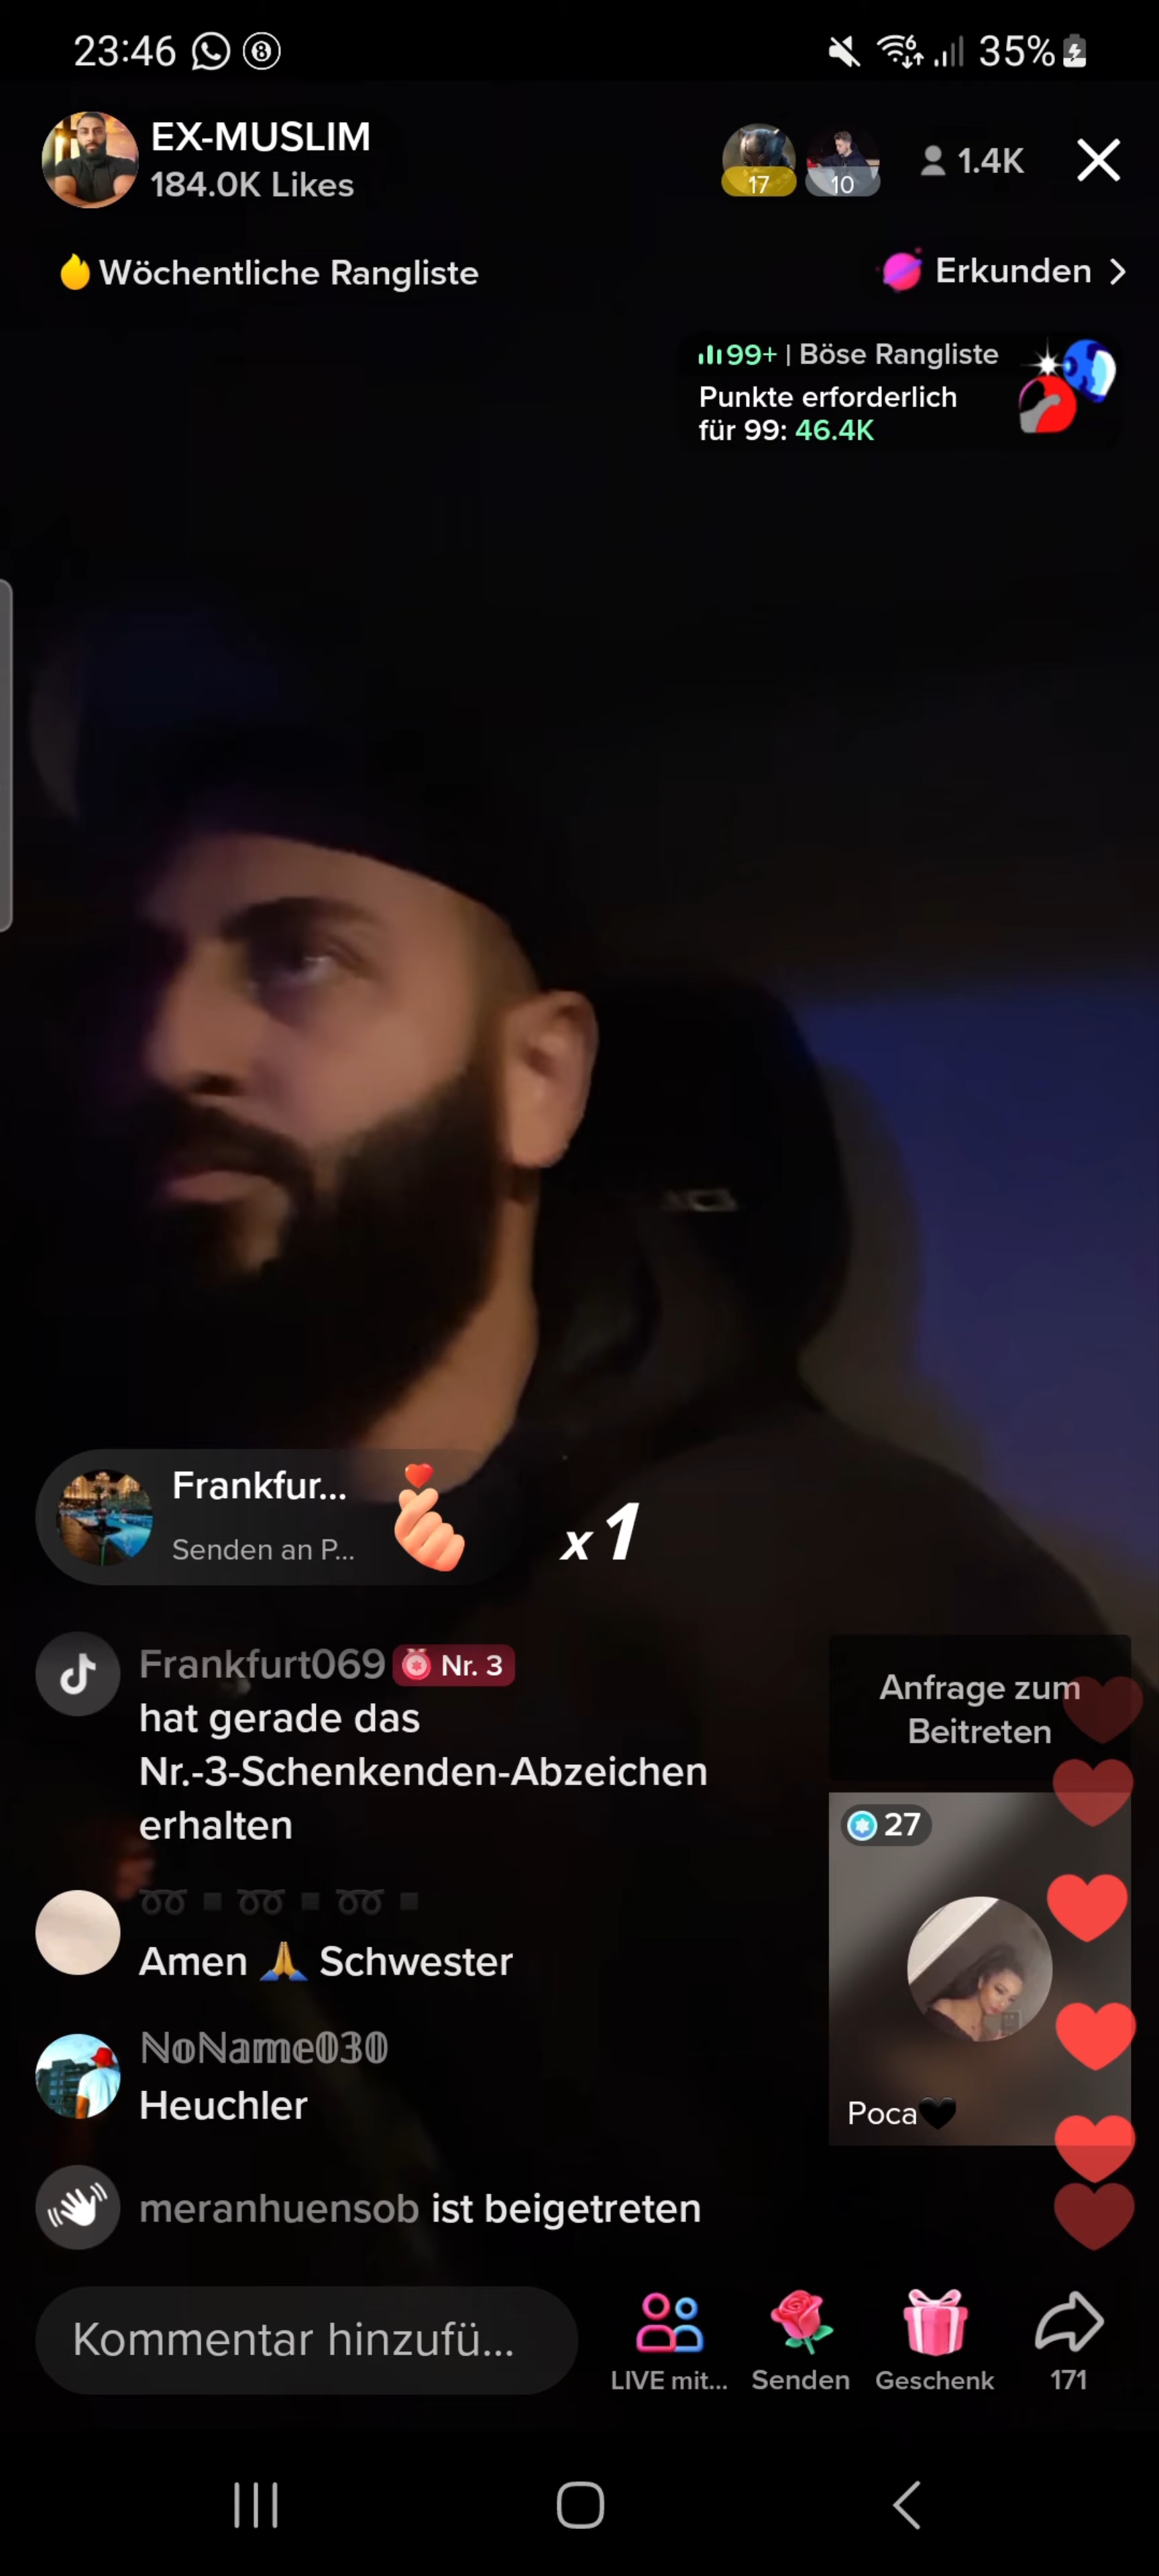 23:46
35%
EX-MUSLIM
184.0K Likes
17
10
1.4K
Wöchentliche Rangliste
Erkunden
99+ | Böse Rangliste
Punkte erforderlich
für 99: 46.4K
Frankfur...
Senden an P...
x1
Frankfurt069 Nr. 3
hat gerade das
Nr.-3-Schenkenden-Abzeichen
erhalten
Anfrage zum
Beitreten
27
➿▪➿▪➿▪
Amen 🙏 Schwester
ℕ𝕠ℕ𝕒𝕞𝕖𝟘𝟛𝟘
Heuchler
Poca🖤
meranhuensob ist beigetreten
Kommentar hinzufü...
LIVE mit...
Senden
Geschenk
171